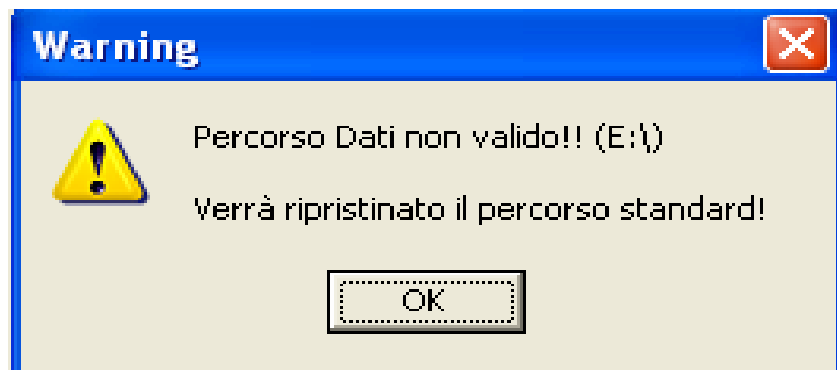 Warning
Percorso Dati non valido!! (E:\)
Verrà ripristinato il percorso standard!
OK